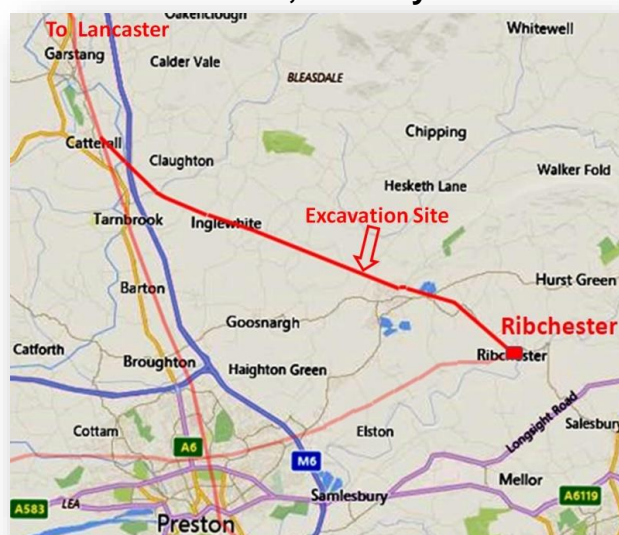 Oakenclough
To Lancaster
Whitewell
Garstang
Calder Vale
BLEASDALE
Catterall
Chipping
Claughton
Walker Fold
Hesketh Lane
Tarnbrook
Inglewhite
Excavation Site
Barton
Hurst Green
Goosnargh
Ribchester
Catforth
Broughton
Haighton Green
Ribchester
Cottam
Elston
Longsight Road
Salesbury
A6
M6
Mellor
A583
LEA
Samlesbury
A6119
Preston